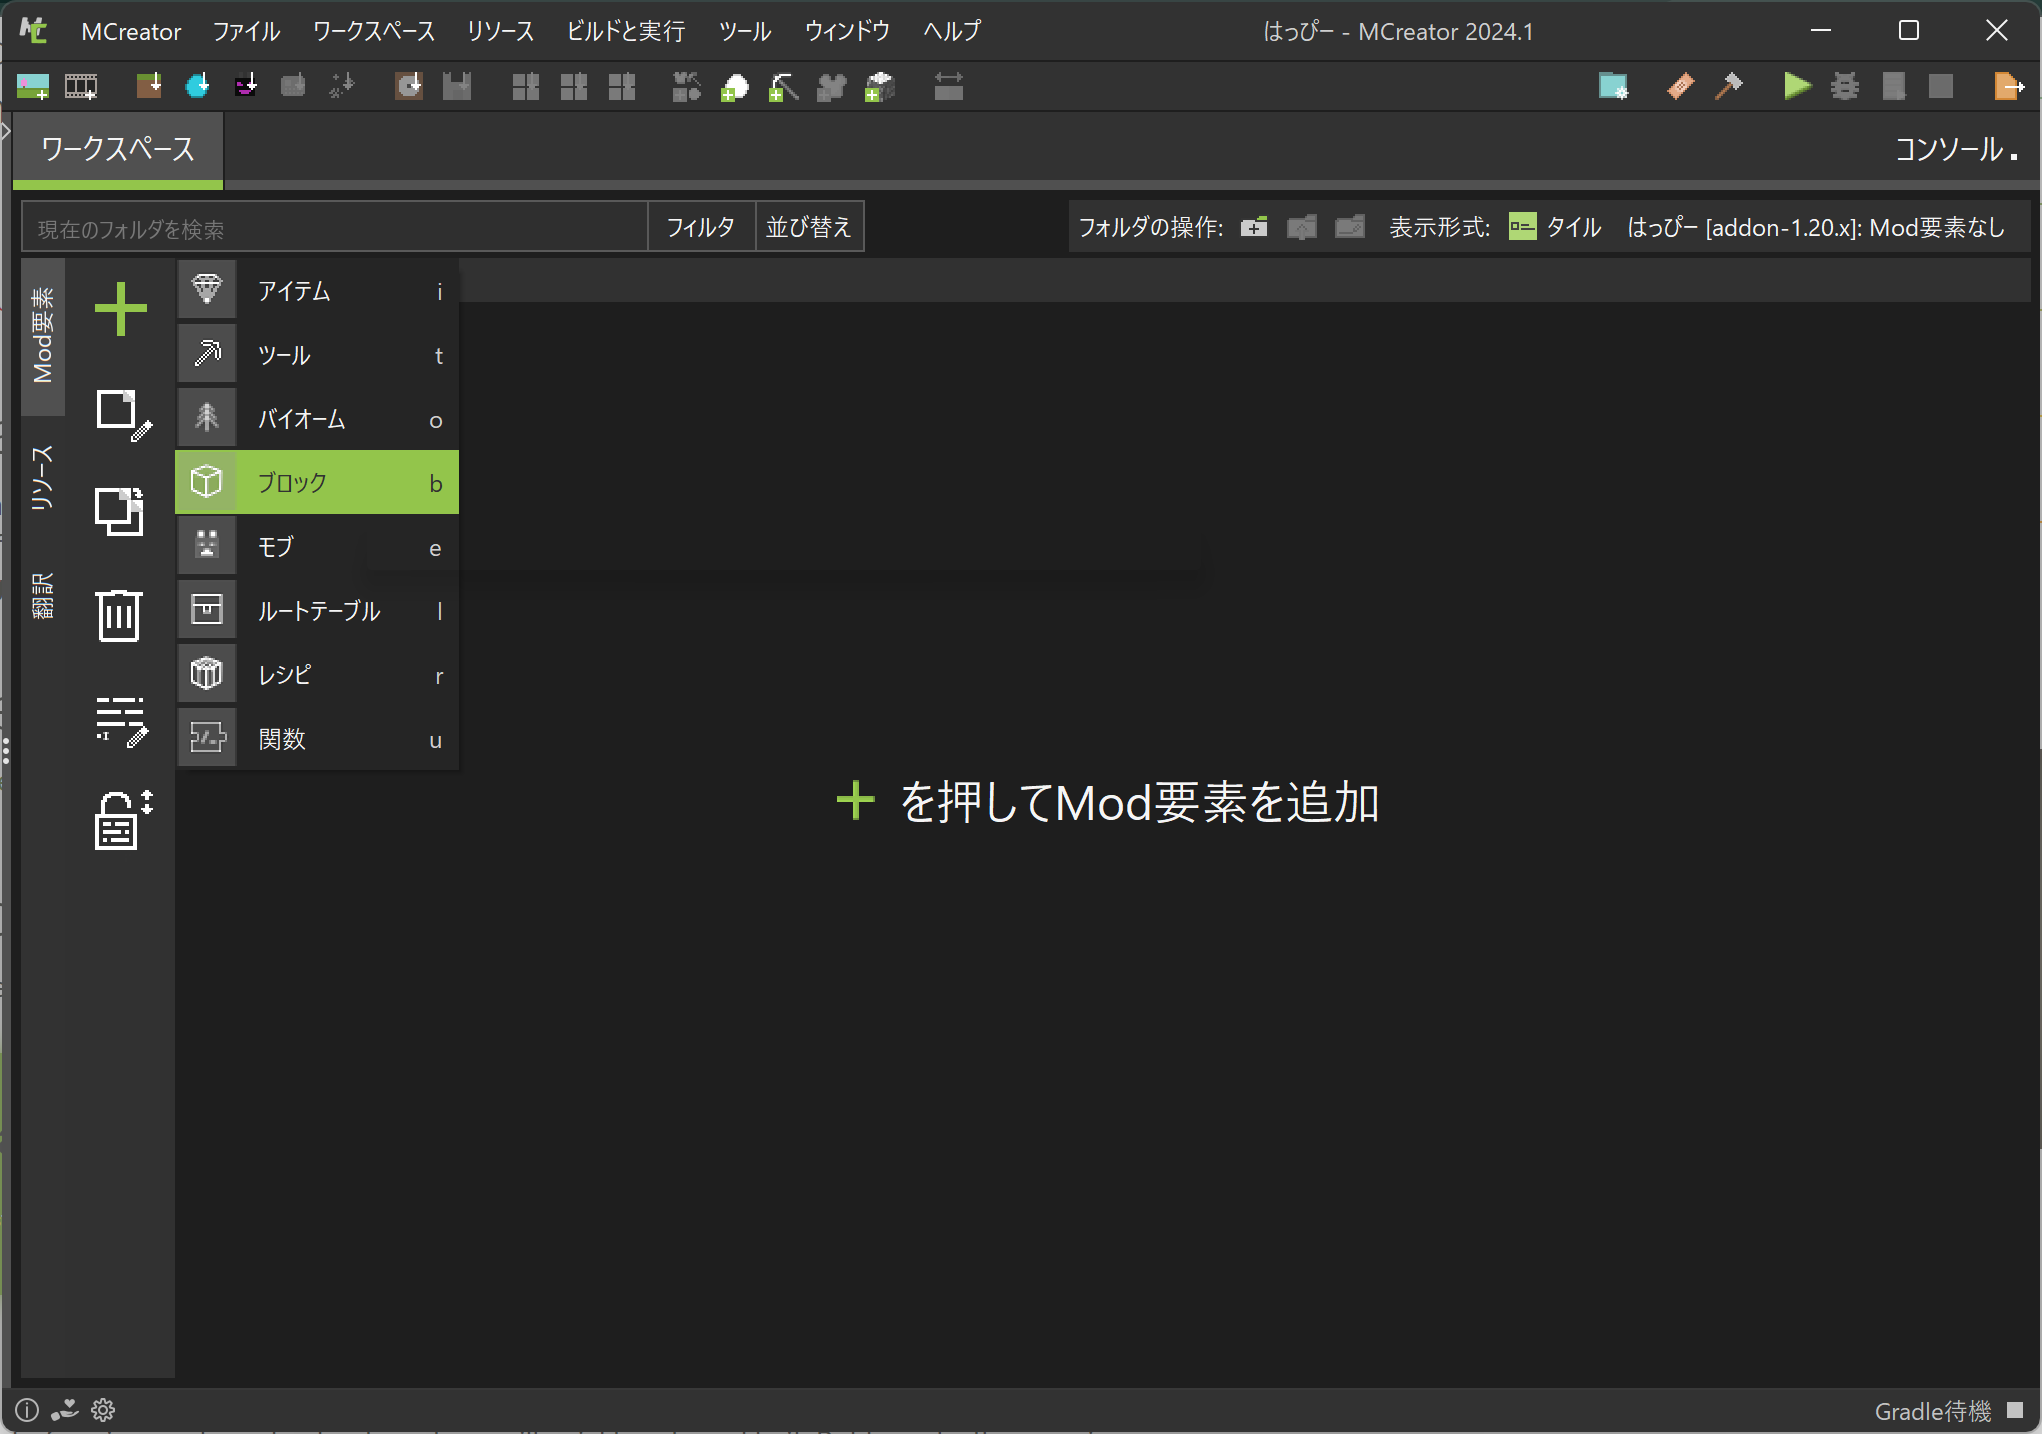 MCreator ファイル ワークスペース リソース ビルドと実行 ツール ウィンドウ ヘルプ はっぴー - MCreator 2024.1
ワークスペース
コンソール
現在のフォルダを検索 フィルタ 並び替え フォルダの操作: 表示形式: タイル はっぴー [addon-1.20.x]: Mod要素なし
Mod要素
リソース
翻訳
アイテム i
ツール t
バイオーム o
ブロック b
モブ e
ルートテーブル l
レシピ r
関数 u
+ を押してMod要素を追加
Gradle待機